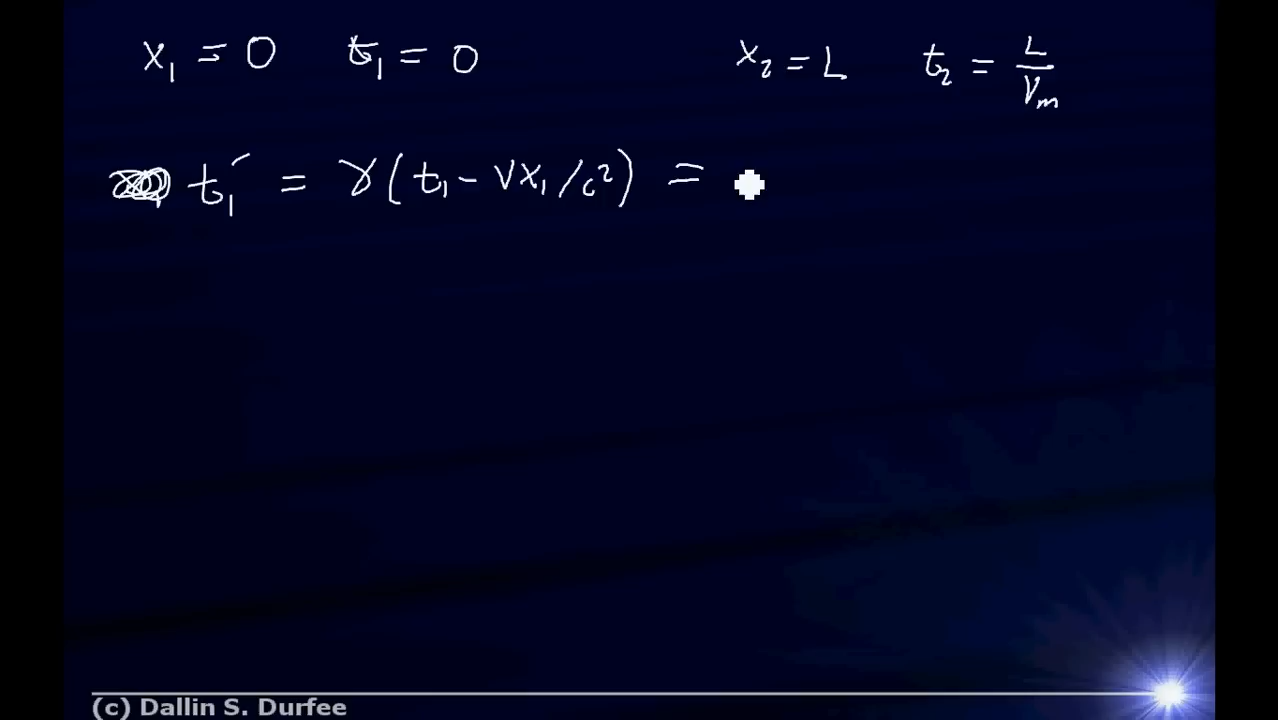 x₁ = 0 t₁ = 0 x₂ = L t₂ = L/Vₘ
t₁′ = γ(t₁ - Vx₁/c²) =
(c) Dallin S. Durfee